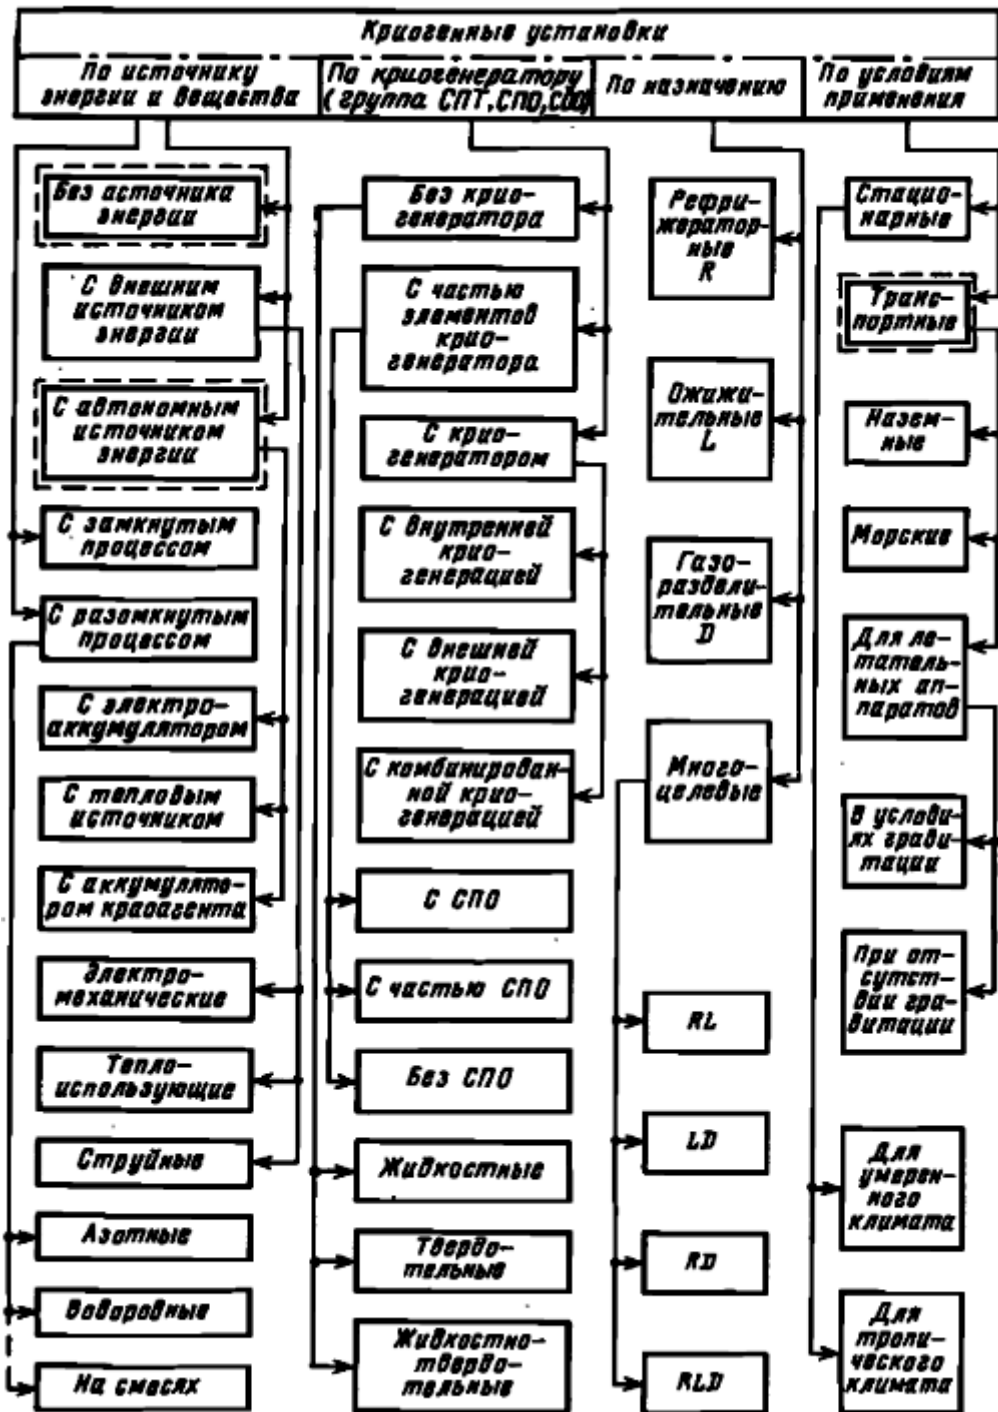 Криогенные установки
По источнику
энергии и вещества
По криогенератору
(группа СПТ, СПО, СОО)
По назначению
По условиям
применения
Без асточника
энергии
С внешним
источником
энергии
С автономным
источником
энергии
С замкнутым
процессом
С разомкнутым
процессом
С электро-
аккумулятором
С тепловым
источником
С аккумулято-
ром краоагента
Электро-
механические
Тепло-
использующие
Струйные
Азотные
Водоровные
На смесях
Без крио-
генератора
С частью
элементов
крио-
генератора
С крио-
генератором
С внутренней
крио-
генерацией
С внешней
крио-
генерацией
С комбинирован-
ной крио-
генерацией
С СПО
С частью СПО
Без СПО
Жидкостные
Твердо-
тельные
Жидкостно-
твердо-
тельные
Рефри-
жератор-
ные
R
Ожижи-
тельные
L
Газо-
раздели-
тельные
D
Много-
целевые
RL
LD
RD
RLD
Стацио-
нарные
Транс-
портные
Назем-
ные
Морские
Для ле-
татель-
ных ап-
паратов
В услови-
ях грави-
тации
При от-
сутст-
вии гра-
витации
Для
умерен-
ного
климата
Для
тропи-
ческого
климата